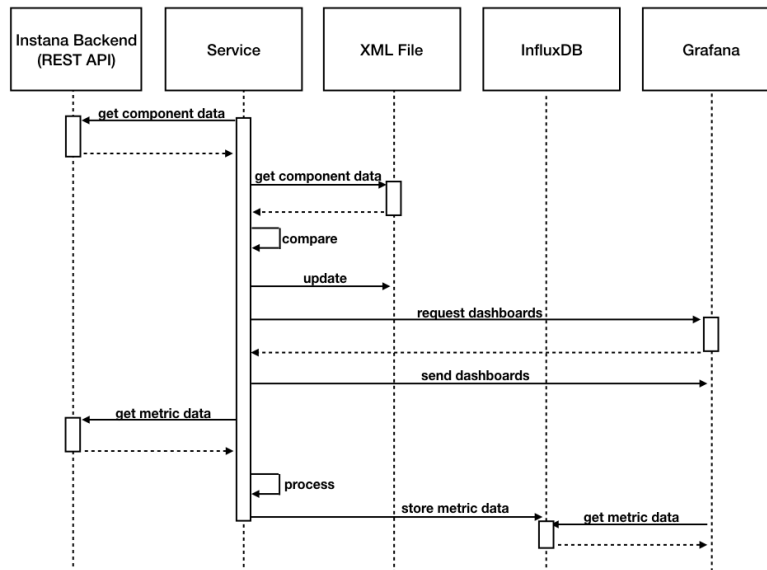 Instana Backend
(REST API)
Service
XML File
InfluxDB
Grafana
get component data
get component data
compare
update
request dashboards
send dashboards
get metric data
process
store metric data
get metric data